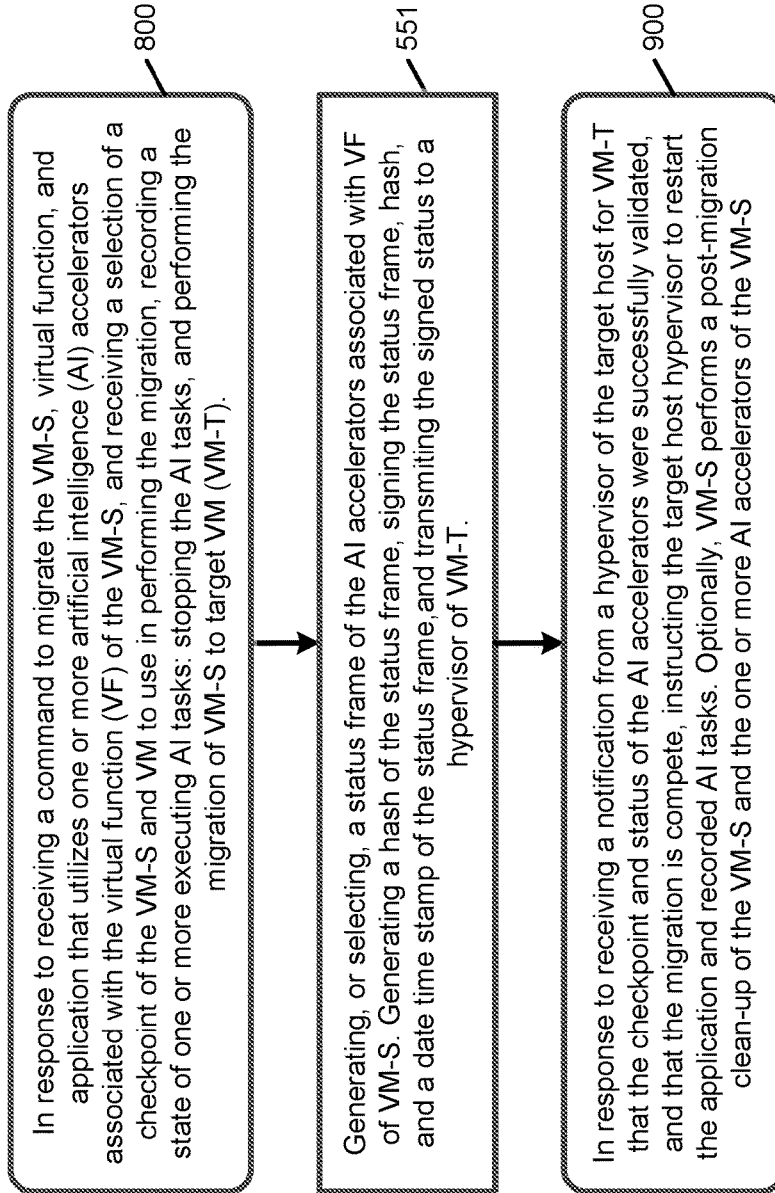 In response to receiving a command to migrate the VM-S, virtual function, and
application that utilizes one or more artificial intelligence (AI) accelerators
associated with the virtual function (VF) of the VM-S, and receiving a selection of a
checkpoint of the VM-S and VM to use in performing the migration, recording a
state of one or more executing AI tasks: stopping the AI tasks, and performing the
migration of VM-S to target VM (VM-T).
800
Generating, or selecting, a status frame of the AI accelerators associated with VF
of VM-S. Generating a hash of the status frame, signing the status frame, hash,
and a date time stamp of the status frame,and transmiting the signed status to a
hypervisor of VM-T.
551
In response to receiving a notification from a hypervisor of the target host for VM-T
that the checkpoint and status of the AI accelerators were successfully validated,
and that the migration is compete, instructing the target host hypervisor to restart
the application and recorded AI tasks. Optionally, VM-S performs a post-migration
clean-up of the VM-S and the one or more AI accelerators of the VM-S
900